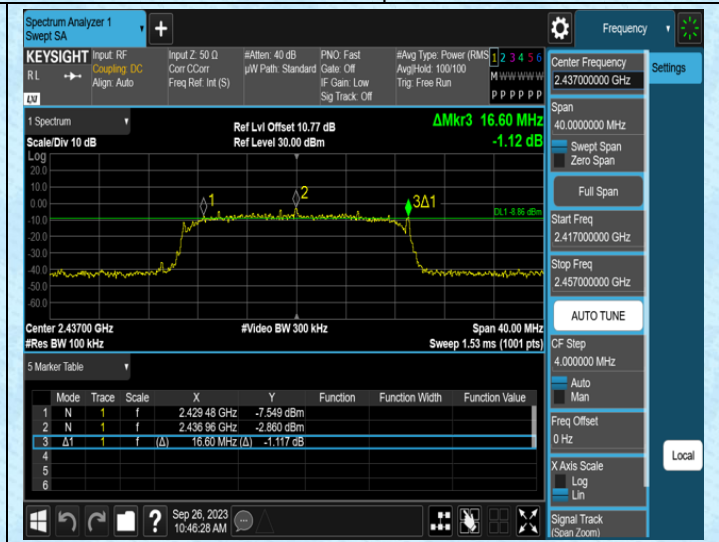 Spectrum Analyzer 1
Swept SA
Frequency
KEYSIGHT
RL
LXI
Input: RF
Coupling: DC
Align: Auto
Input Z: 50 Ω
Corr CCorr
Freq Ref: Int (S)
#Atten: 40 dB
µW Path: Standard
PNO: Fast
Gate: Off
IF Gain: Low
Sig Track: Off
#Avg Type: Power (RMS
Avg|Hold: 100/100
Trig: Free Run
1 2 3 4 5 6
M W W W W W
P P P P P P
1 Spectrum
Scale/Div 10 dB
Ref Lvl Offset 10.77 dB
Ref Level 30.00 dBm
ΔMkr3 16.60 MHz
-1.12 dB
Log
20.0
10.0
0.00
-10.0
-20.0
-30.0
-40.0
-50.0
-60.0
1
2
3Δ1
DL1 -8.86 dBm
Center 2.43700 GHz
#Video BW 300 kHz
Span 40.00 MHz
#Res BW 100 kHz
Sweep 1.53 ms (1001 pts)
5 Marker Table
Mode Trace Scale X Y Function Function Width Function Value
1 N 1 f 2.429 48 GHz -7.549 dBm
2 N 1 f 2.436 96 GHz -2.860 dBm
3 Δ1 1 f (Δ) 16.60 MHz (Δ) -1.117 dB
4
5
6
Sep 26, 2023
10:46:28 AM
Center Frequency
2.437000000 GHz
Settings
Span
40.0000000 MHz
Swept Span
Zero Span
Full Span
Start Freq
2.417000000 GHz
Stop Freq
2.457000000 GHz
AUTO TUNE
CF Step
4.000000 MHz
Auto
Man
Freq Offset
0 Hz
X Axis Scale
Log
Lin
Local
Signal Track
(Span Zoom)